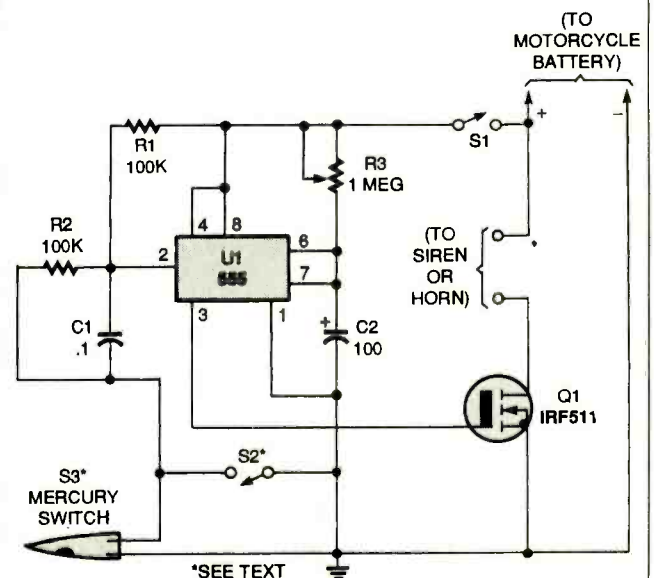 (TO
MOTORCYCLE
BATTERY)
+
−
R1
100K
S1
R3
1 MEG
R2
100K
4
8
6
2
U1
555
7
(TO
SIREN
OR
HORN)
3
1
+
C1
.1
C2
100
Q1
IRF511
S2*
S3*
MERCURY
SWITCH
*SEE TEXT